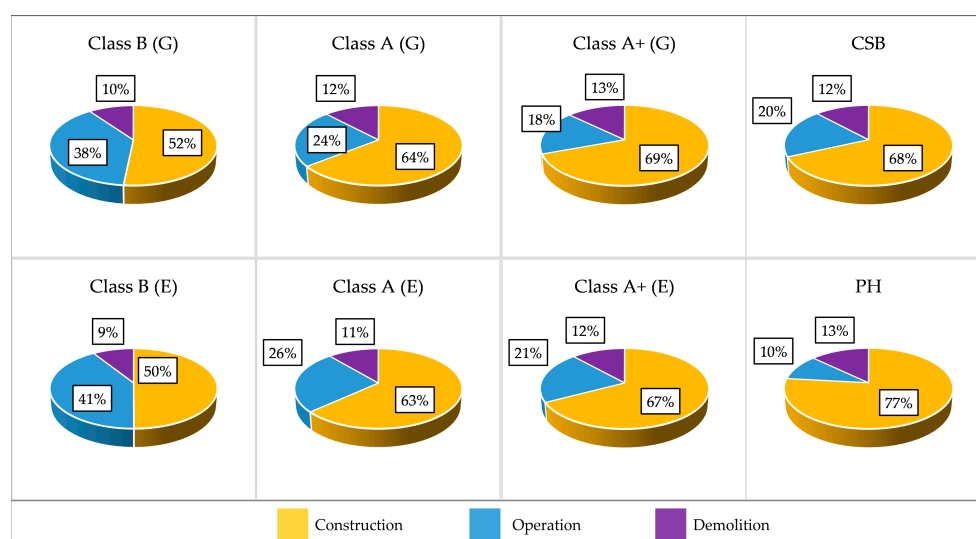 Class B (G)
10%
52%
38%
Class A (G)
12%
24%
64%
Class A+ (G)
13%
18%
69%
CSB
12%
20%
68%
Class B (E)
9%
50%
41%
Class A (E)
11%
26%
63%
Class A+ (E)
12%
21%
67%
PH
13%
10%
77%
Construction
Operation
Demolition